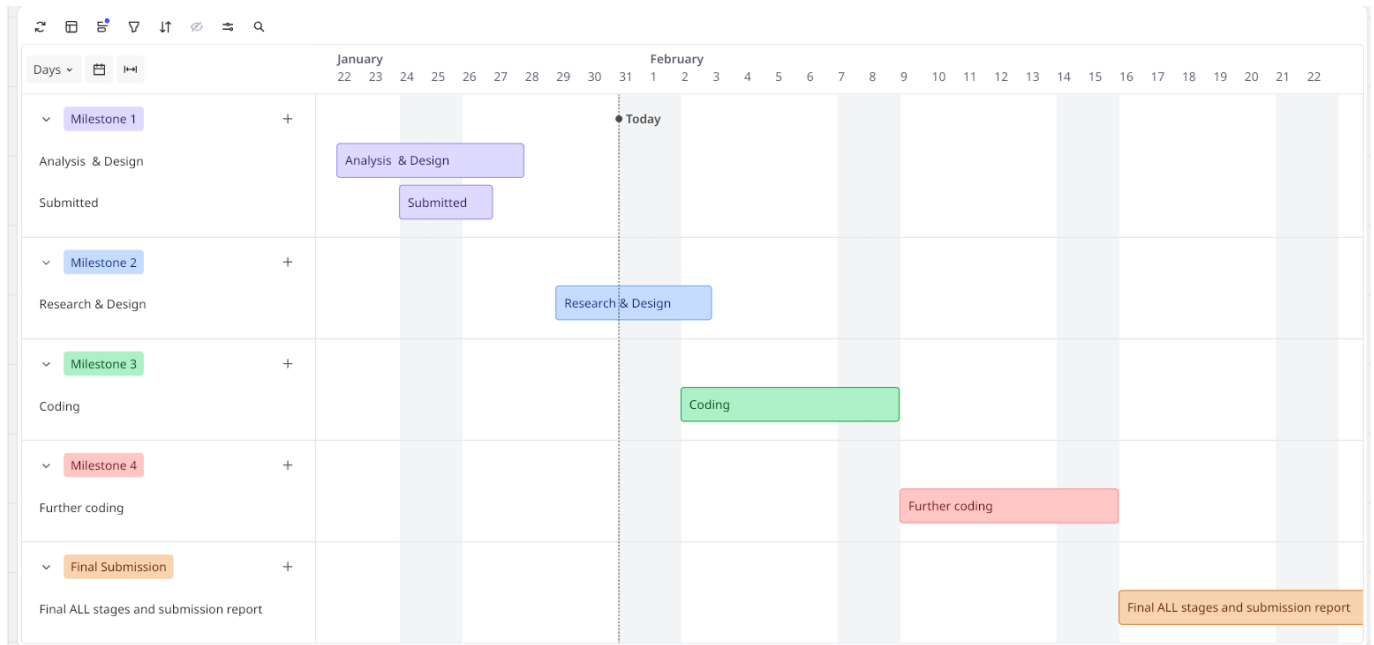 January February
Days 22 23 24 25 26 27 28 29 30 31 1 2 3 4 5 6 7 8 9 10 11 12 13 14 15 16 17 18 19 20 21 22
Milestone 1 Today
Analysis & Design Analysis & Design
Submitted Submitted
Milestone 2
Research & Design Research & Design
Milestone 3
Coding Coding
Milestone 4
Further coding Further coding
Final Submission
Final ALL stages and submission report Final ALL stages and submission report